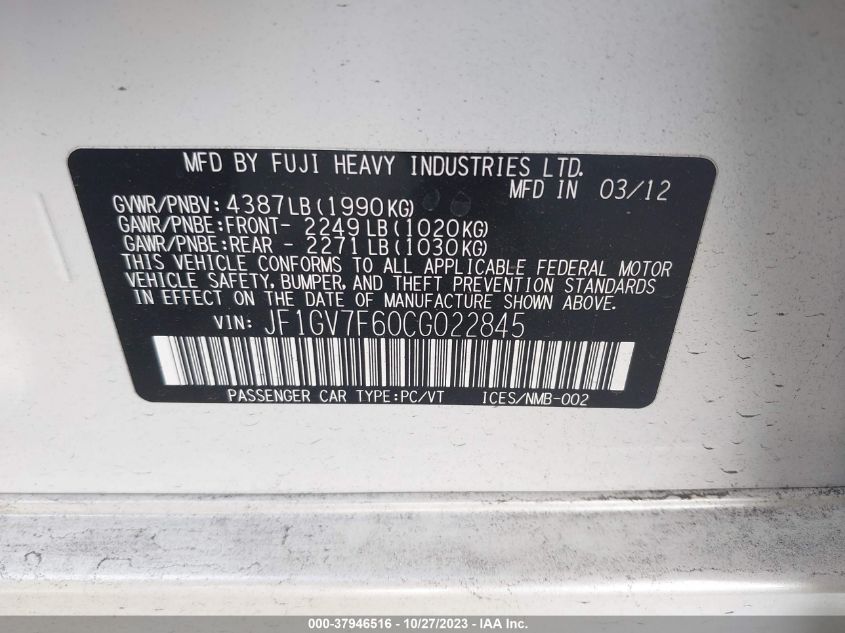 MFD BY FUJI HEAVY INDUSTRIES LTD.
MFD IN 03/12
GVWR/PNBV: 4387LB(1990KG)
GAWR/PNBE:FRONT- 2249LB(1020KG)
GAWR/PNBE:REAR - 2271LB(1030KG)
THIS VEHICLE CONFORMS TO ALL APPLICABLE FEDERAL MOTOR
VEHICLE SAFETY, BUMPER, AND THEFT PREVENTION STANDARDS
IN EFFECT ON THE DATE OF MANUFACTURE SHOWN ABOVE.
VIN: JF1GV7F60CG022845
PASSENGER CAR TYPE:PC/VT ICES/NMB-002
000-37946516 - 10/27/2023 - IAA Inc.